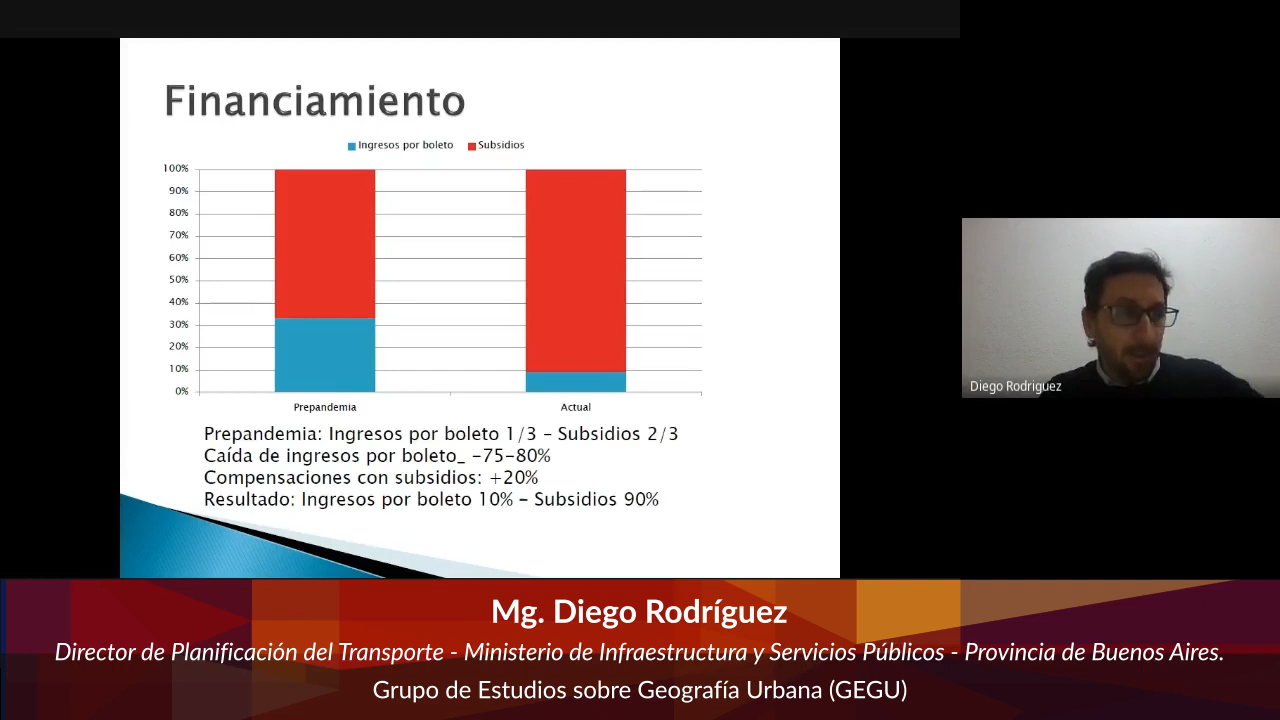 Financiamiento
Ingresos por boleto Subsidios
100%
90%
80%
70%
60%
50%
40%
30%
20%
10%
0%
Prepandemia Actual
Prepandemia: Ingresos por boleto 1/3 – Subsidios 2/3
Caída de ingresos por boleto_ -75-80%
Compensaciones con subsidios: +20%
Resultado: Ingresos por boleto 10% – Subsidios 90%
Diego Rodriguez
Mg. Diego Rodríguez
Director de Planificación del Transporte - Ministerio de Infraestructura y Servicios Públicos - Provincia de Buenos Aires.
Grupo de Estudios sobre Geografía Urbana (GEGU)